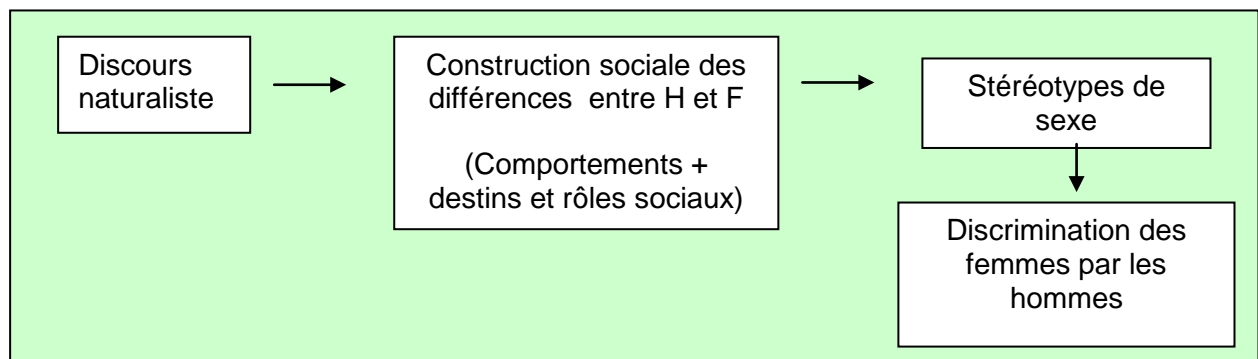 Discours
naturaliste
Construction sociale des
différences entre H et F
(Comportements +
destins et rôles sociaux)
Stéréotypes de
sexe
Discrimination des
femmes par les
hommes